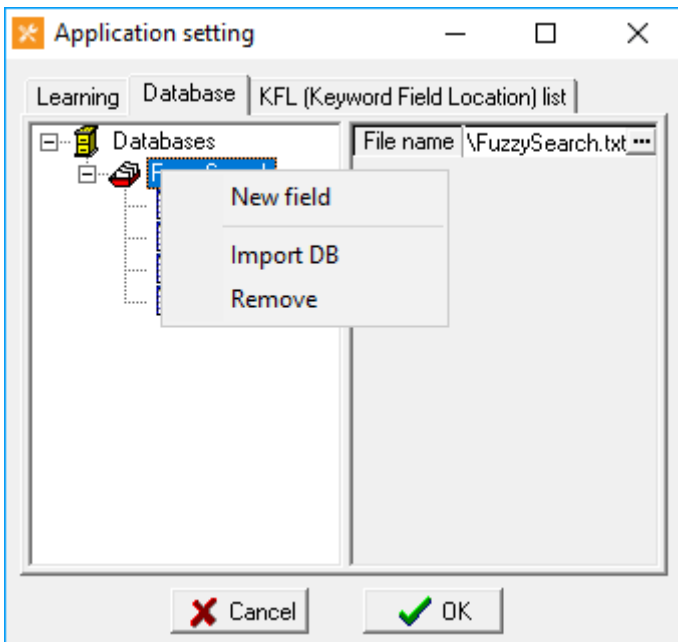 Application setting
Learning Database KFL (Keyword Field Location) list
Databases
File name \FuzzySearch.txt ...
New field
Import DB
Remove
Cancel OK